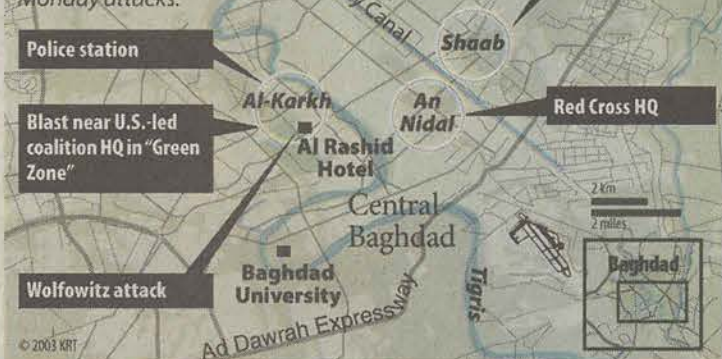 Monday attacks.
Police station
Canal
Shaab
Al-Karkh
An
Nidal
Red Cross HQ
Blast near U.S.-led
coalition HQ in “Green
Zone”
Al Rashid
Hotel
2 km
2 miles
Central
Baghdad
Baghdad
Wolfowitz attack
Baghdad
University
Tigris
Ad Dawrah Expressway
© 2003 KRT